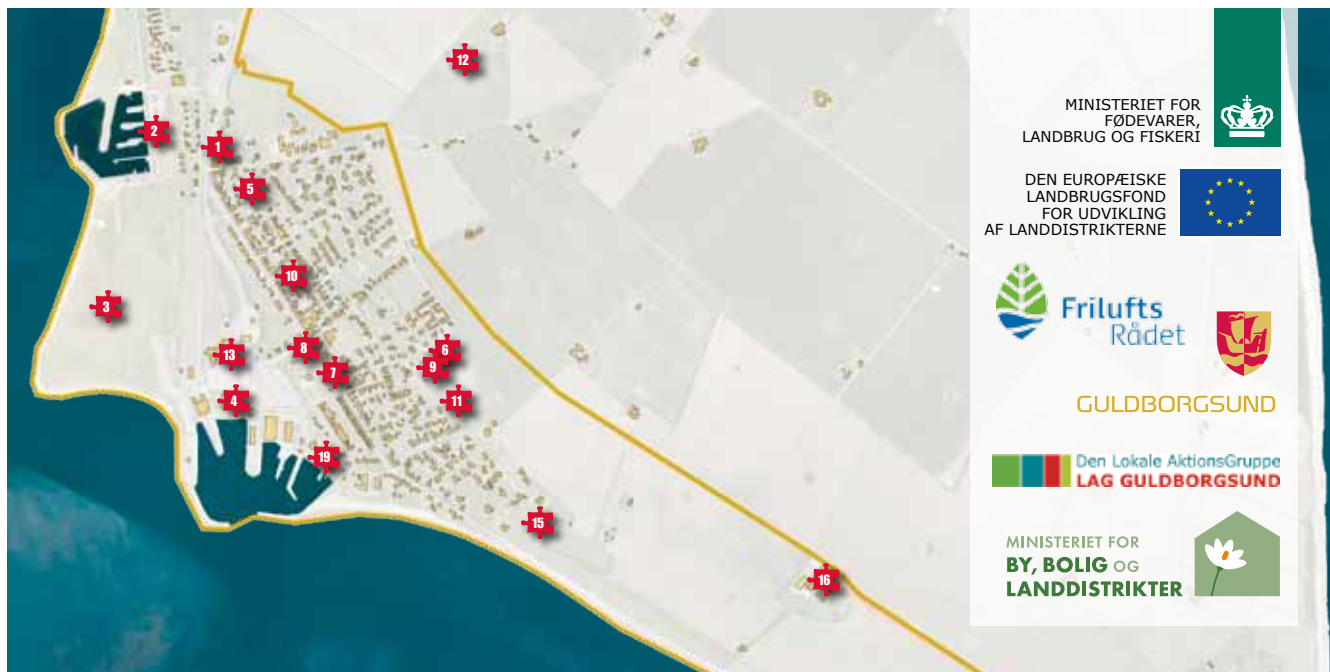 12
2
1
5
10
3
8
6
13
9
7
4
11
19
15
16
MINISTERIET FOR
FØDEVARER,
LANDBRUG OG FISKERI
DEN EUROPÆISKE
LANDBRUGSFOND
FOR UDVIKLING
AF LANDDISTRIKTERNE
Frilufts
Rådet
GULDBORGSUND
Den Lokale AktionsGruppe
LAG GULDBORGSUND
MINISTERIET FOR
BY, BOLIG OG
LANDDISTRIKTER